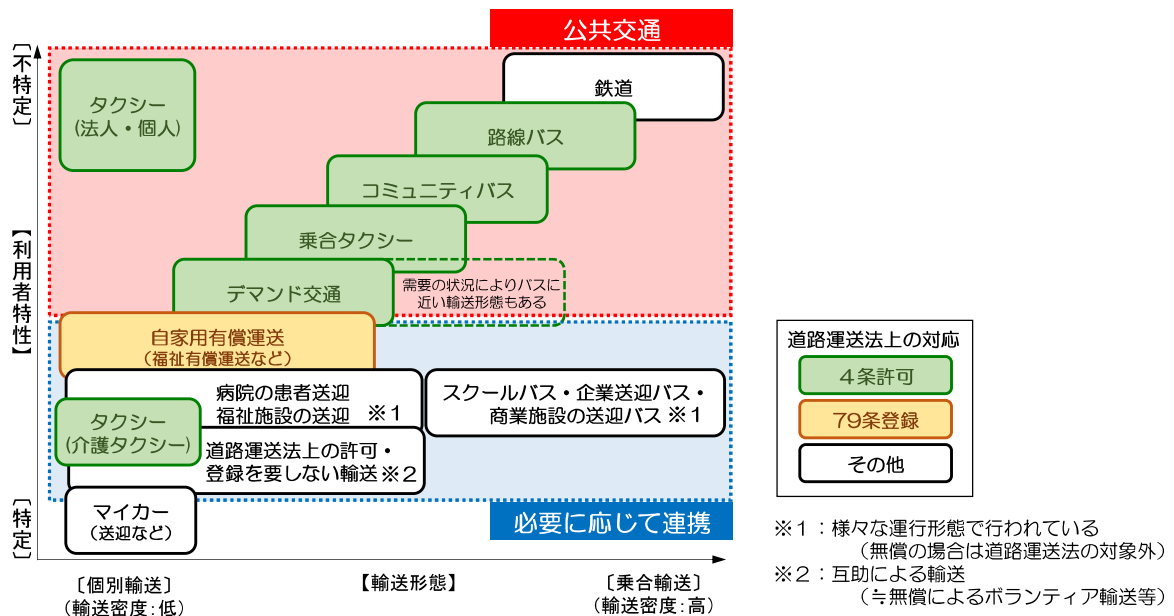 公共交通
〔不特定〕
鉄道
タクシー
(法人・個人)
路線バス
コミュニティバス
乗合タクシー
デマンド交通
需要の状況によりバスに
近い輸送形態もある
【利用者特性】
自家用有償運送
(福祉有償運送など)
病院の患者送迎
福祉施設の送迎 ※1
スクールバス・企業送迎バス・
商業施設の送迎バス ※1
タクシー
(介護タクシー)
道路運送法上の許可・
登録を要しない輸送※2
〔特定〕
マイカー
(送迎など)
必要に応じて連携
〔個別輸送〕
(輸送密度:低)
【輸送形態】
〔乗合輸送〕
(輸送密度:高)
道路運送法上の対応
4条許可
79条登録
その他
※1:様々な運行形態で行われている
(無償の場合は道路運送法の対象外)
※2:互助による輸送
(≒無償によるボランティア輸送等)